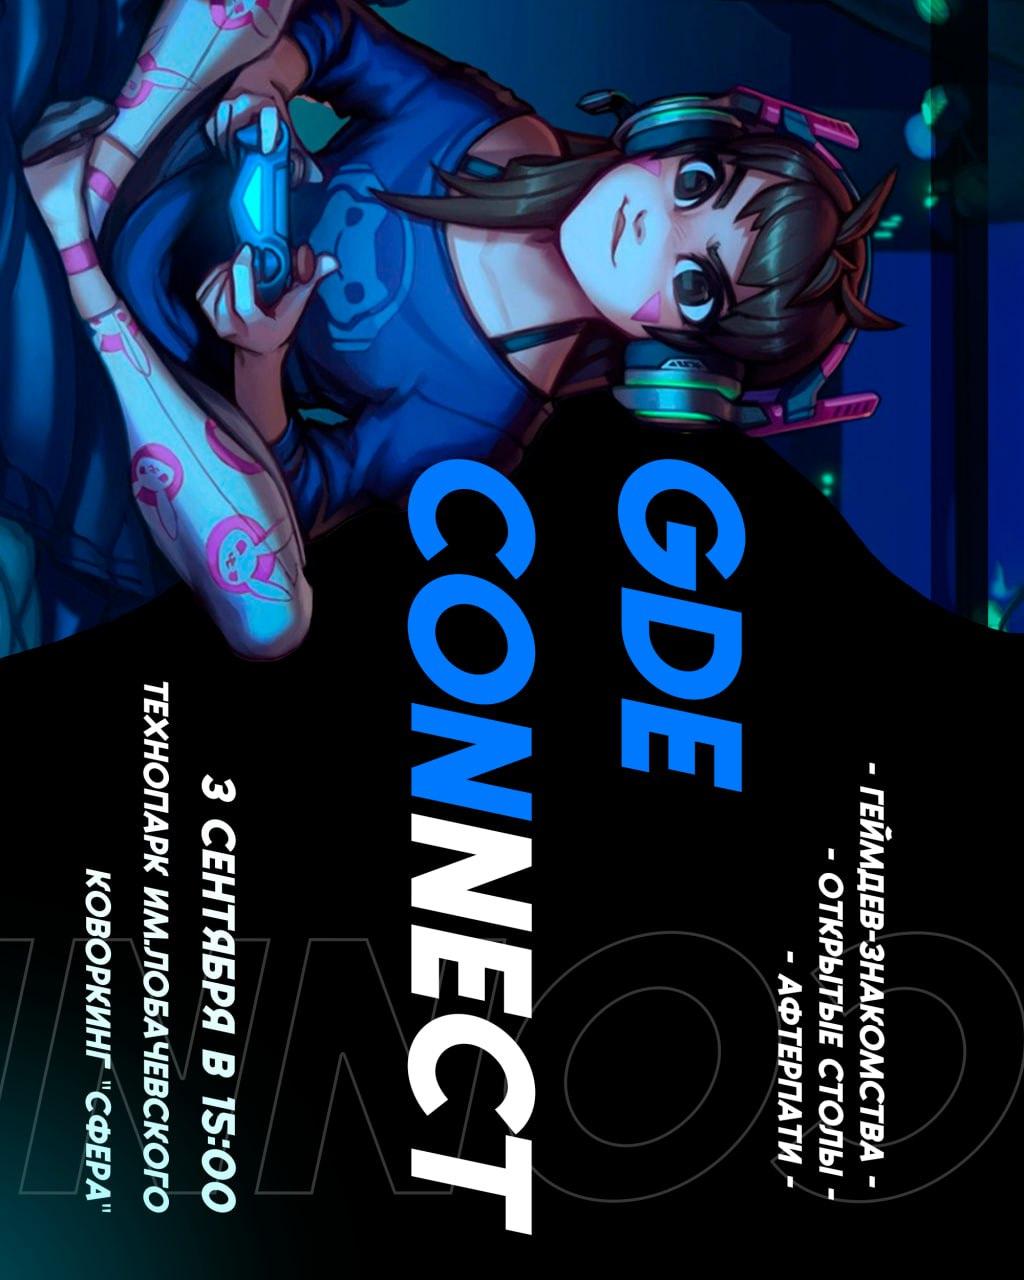 - ГЕЙМДЕВ-ЗНАКОМСТВА -
- ОТКРЫТЫЕ СТОЛЫ -
- АФТЕРПАТИ -
GDE
CONNECT
3 СЕНТЯБРЯ В 15:00
ТЕХНОПАРК ИМ.ЛОБАЧЕВСКОГО
КОВОРКИНГ "СФЕРА"